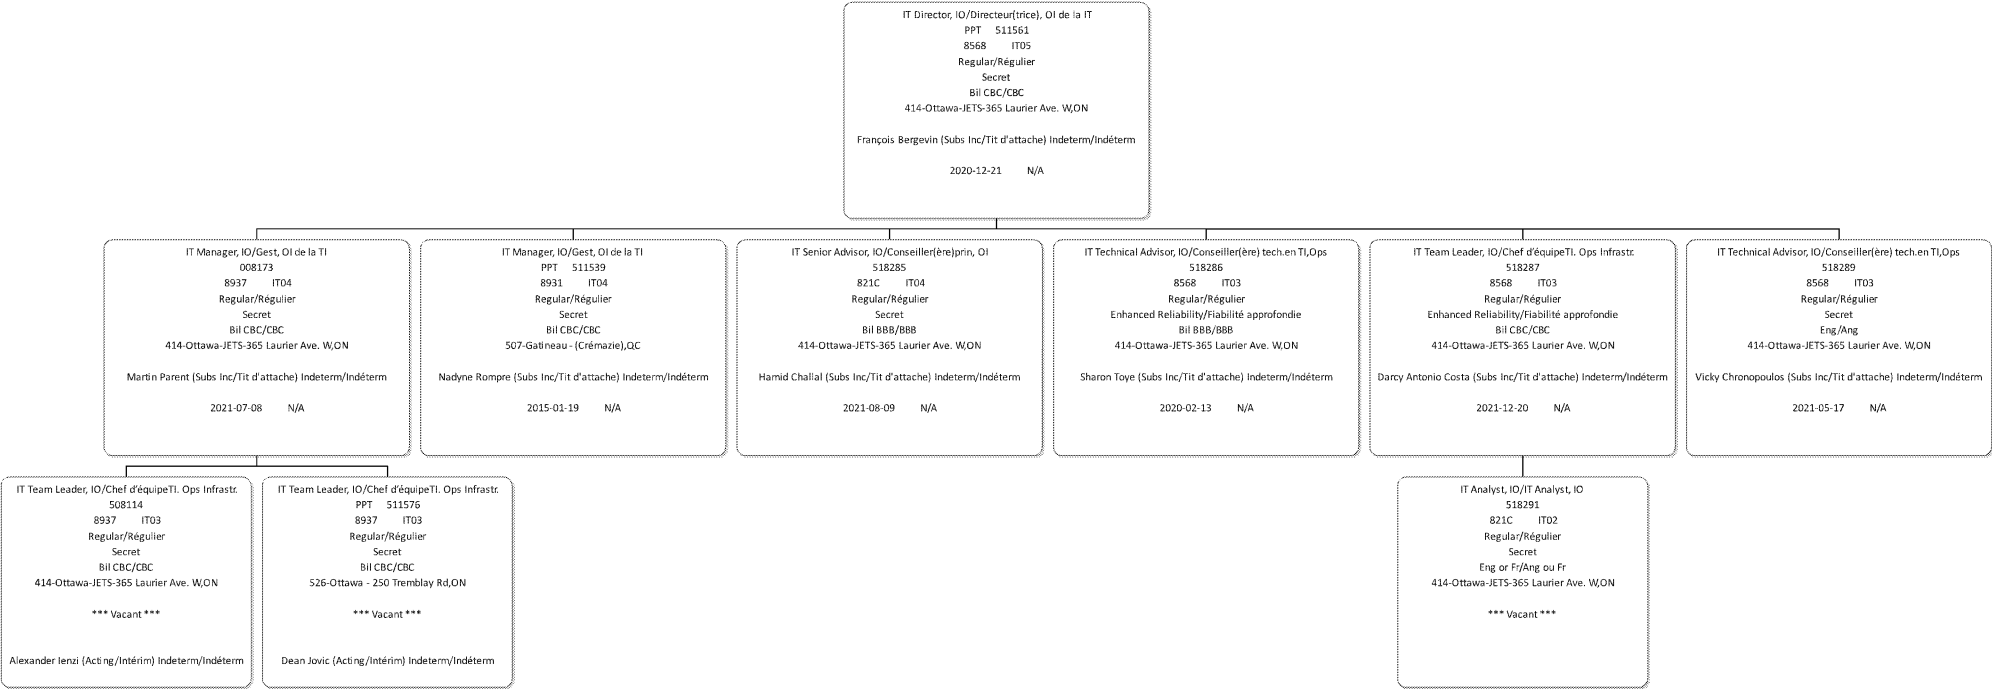 IT Director, IO/Directeur(trice), OI de la IT
PPT 511561
8568 IT05
Regular/Régulier
Secret
Bil CBC/CBC
414-Ottawa-JETS-365 Laurier Ave. W,ON
François Bergevin (Subs Inc/Tit d'attache) Indeterm/Indéterm
2020-12-21 N/A
IT Manager, IO/Gest, OI de la TI
008173
8937 IT04
Regular/Régulier
Secret
Bil CBC/CBC
414-Ottawa-JETS-365 Laurier Ave. W,ON
Martin Parent (Subs Inc/Tit d'attache) Indeterm/Indéterm
2021-07-08 N/A
IT Manager, IO/Gest, OI de la TI
PPT 511539
8931 IT04
Regular/Régulier
Secret
Bil CBC/CBC
507-Gatineau - (Crémazie),QC
Nadyne Rompre (Subs Inc/Tit d'attache) Indeterm/Indéterm
2015-01-19 N/A
IT Senior Advisor, IO/Conseiller(ère)prin, OI
518285
821C IT04
Regular/Régulier
Secret
Bil BBB/BBB
414-Ottawa-JETS-365 Laurier Ave. W,ON
Hamid Challal (Subs Inc/Tit d'attache) Indeterm/Indéterm
2021-08-09 N/A
IT Technical Advisor, IO/Conseiller(ère) tech.en TI,Ops
518286
8568 IT03
Regular/Régulier
Enhanced Reliability/Fiabilité approfondie
Bil BBB/BBB
414-Ottawa-JETS-365 Laurier Ave. W,ON
Sharon Toye (Subs Inc/Tit d'attache) Indeterm/Indéterm
2020-02-13 N/A
IT Team Leader, IO/Chef d'équipeTI. Ops Infrastr.
518287
8568 IT03
Regular/Régulier
Enhanced Reliability/Fiabilité approfondie
Bil CBC/CBC
414-Ottawa-JETS-365 Laurier Ave. W,ON
Darcy Antonio Costa (Subs Inc/Tit d'attache) Indeterm/Indéterm
2021-12-20 N/A
IT Technical Advisor, IO/Conseiller(ère) tech.en TI,Ops
518289
8568 IT03
Regular/Régulier
Secret
Eng/Ang
414-Ottawa-JETS-365 Laurier Ave. W,ON
Vicky Chronopoulos (Subs Inc/Tit d'attache) Indeterm/Indéterm
2021-05-17 N/A
IT Team Leader, IO/Chef d'équipeTI. Ops Infrastr.
508114
8937 IT03
Regular/Régulier
Secret
Bil CBC/CBC
414-Ottawa-JETS-365 Laurier Ave. W,ON
*** Vacant ***
Alexander Ienzi (Acting/Intérim) Indeterm/Indéterm
IT Team Leader, IO/Chef d'équipeTI. Ops Infrastr.
PPT 511576
8937 IT03
Regular/Régulier
Secret
Bil CBC/CBC
526-Ottawa - 250 Tremblay Rd,ON
*** Vacant ***
Dean Jovic (Acting/Intérim) Indeterm/Indéterm
IT Analyst, IO/IT Analyst, IO
518291
821C IT02
Regular/Régulier
Secret
Eng or Fr/Ang ou Fr
414-Ottawa-JETS-365 Laurier Ave. W,ON
*** Vacant ***